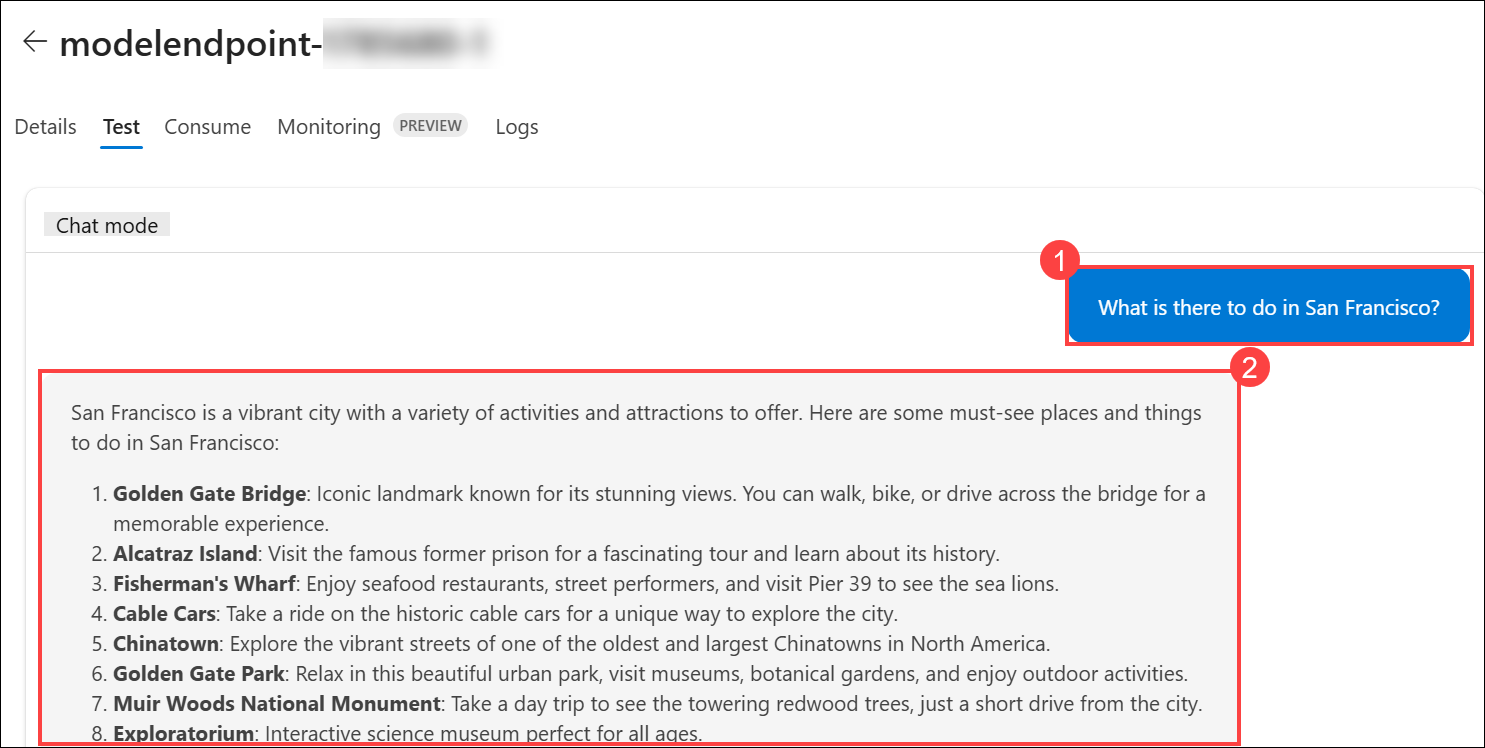 ← modelendpoint-
Details Test Consume Monitoring PREVIEW Logs
Chat mode
1
What is there to do in San Francisco?
2
San Francisco is a vibrant city with a variety of activities and attractions to offer. Here are some must-see places and things
to do in San Francisco:
1. Golden Gate Bridge: Iconic landmark known for its stunning views. You can walk, bike, or drive across the bridge for a
memorable experience.
2. Alcatraz Island: Visit the famous former prison for a fascinating tour and learn about its history.
3. Fisherman's Wharf: Enjoy seafood restaurants, street performers, and visit Pier 39 to see the sea lions.
4. Cable Cars: Take a ride on the historic cable cars for a unique way to explore the city.
5. Chinatown: Explore the vibrant streets of one of the oldest and largest Chinatowns in North America.
6. Golden Gate Park: Relax in this beautiful urban park, visit museums, botanical gardens, and enjoy outdoor activities.
7. Muir Woods National Monument: Take a day trip to see the towering redwood trees, just a short drive from the city.
8. Exploratorium: Interactive science museum perfect for all ages.